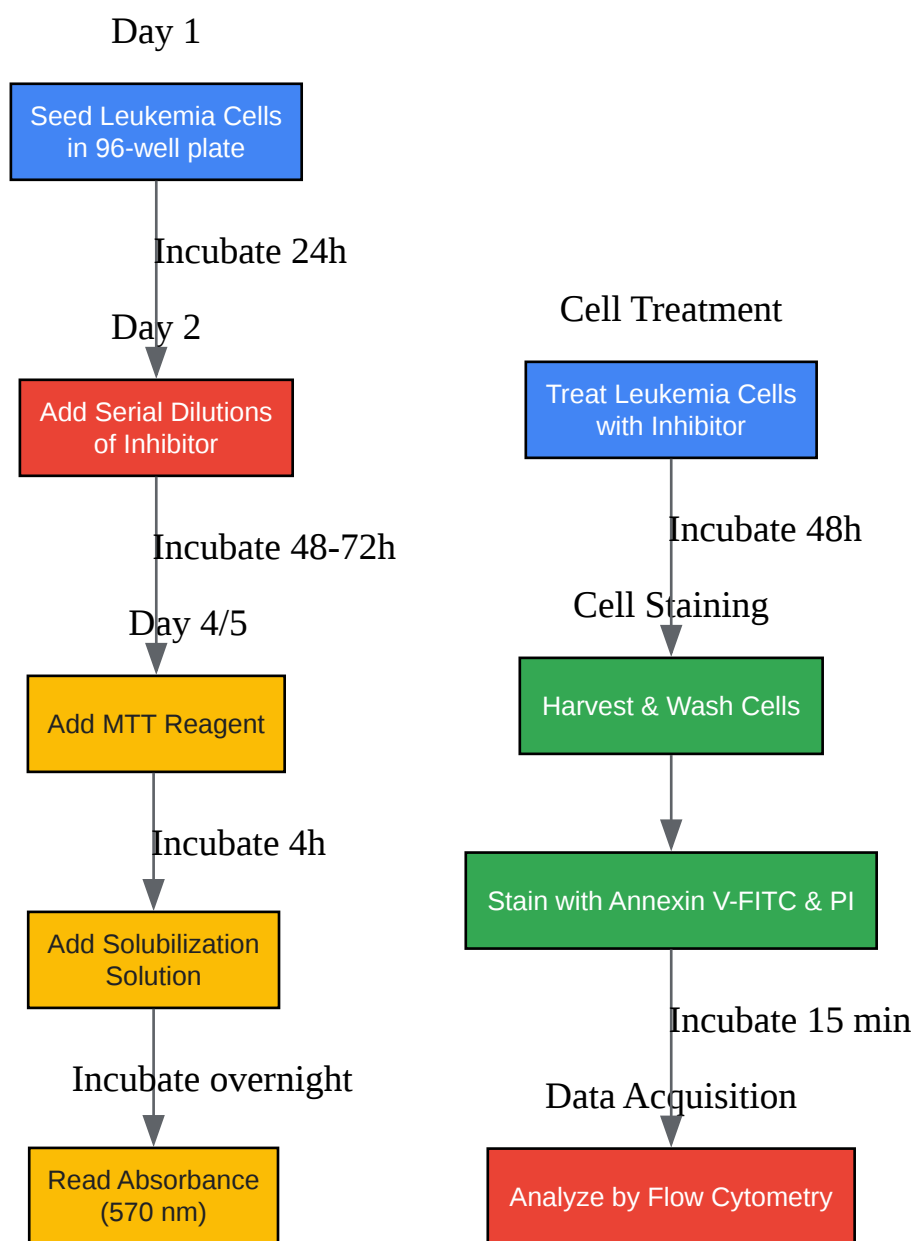 Day 1
Seed Leukemia Cells
in 96-well plate
Incubate 24h
Day 2
Add Serial Dilutions
of Inhibitor
Incubate 48-72h
Day 4/5
Add MTT Reagent
Incubate 4h
Add Solubilization
Solution
Incubate overnight
Read Absorbance
(570 nm)
Cell Treatment
Treat Leukemia Cells
with Inhibitor
Incubate 48h
Cell Staining
Harvest & Wash Cells
Stain with Annexin V-FITC & PI
Incubate 15 min
Data Acquisition
Analyze by Flow Cytometry